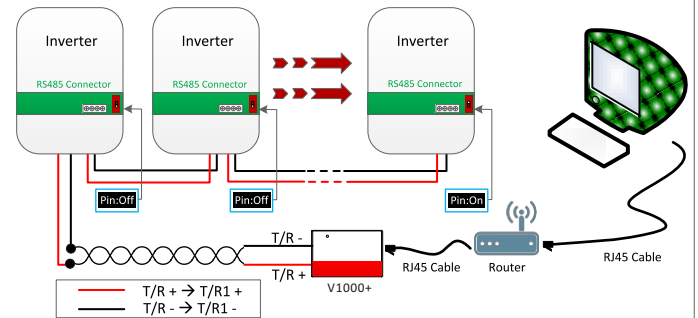 Inverter
Inverter
Inverter
RS485 Connector
RS485 Connector
RS485 Connector
Pin:Off
Pin:Off
Pin:On
T/R -
T/R +
V1000+
RJ45 Cable
Router
RJ45 Cable
T/R + → T/R1 +
T/R - → T/R1 -